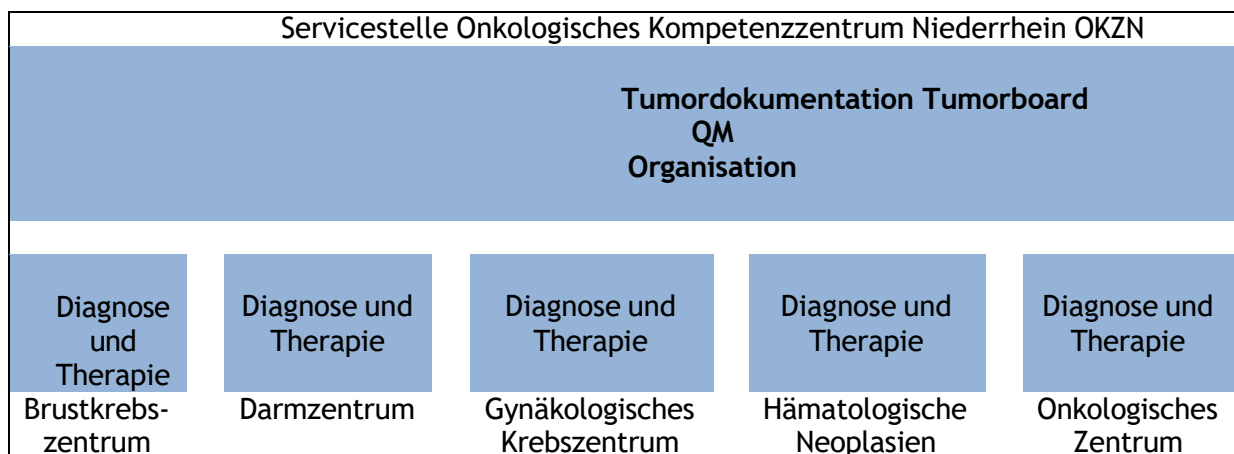 Servicestelle Onkologisches Kompetenzzentrum Niederrhein OKZN
Tumordokumentation Tumorboard
QM
Organisation
Diagnose
und
Therapie
Brustkrebs-
zentrum
Diagnose und
Therapie
Darmzentrum
Diagnose und
Therapie
Gynäkologisches
Krebszentrum
Diagnose und
Therapie
Hämatologische
Neoplasien
Diagnose und
Therapie
Onkologisches
Zentrum